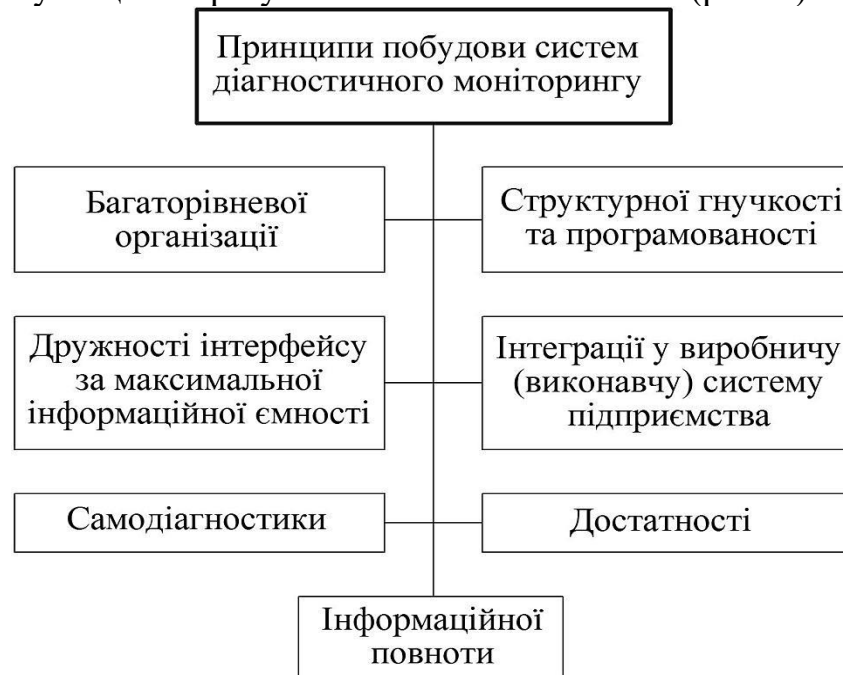 Принципи побудови систем
діагностичного моніторингу
Багаторівневої
організації
Структурної гнучкості
та програмованості
Дружності інтерфейсу
за максимальної
інформаційної ємності
Інтеграції у виробничу
(виконавчу) систему
підприємства
Самодіагностики
Достатності
Інформаційної
повноти